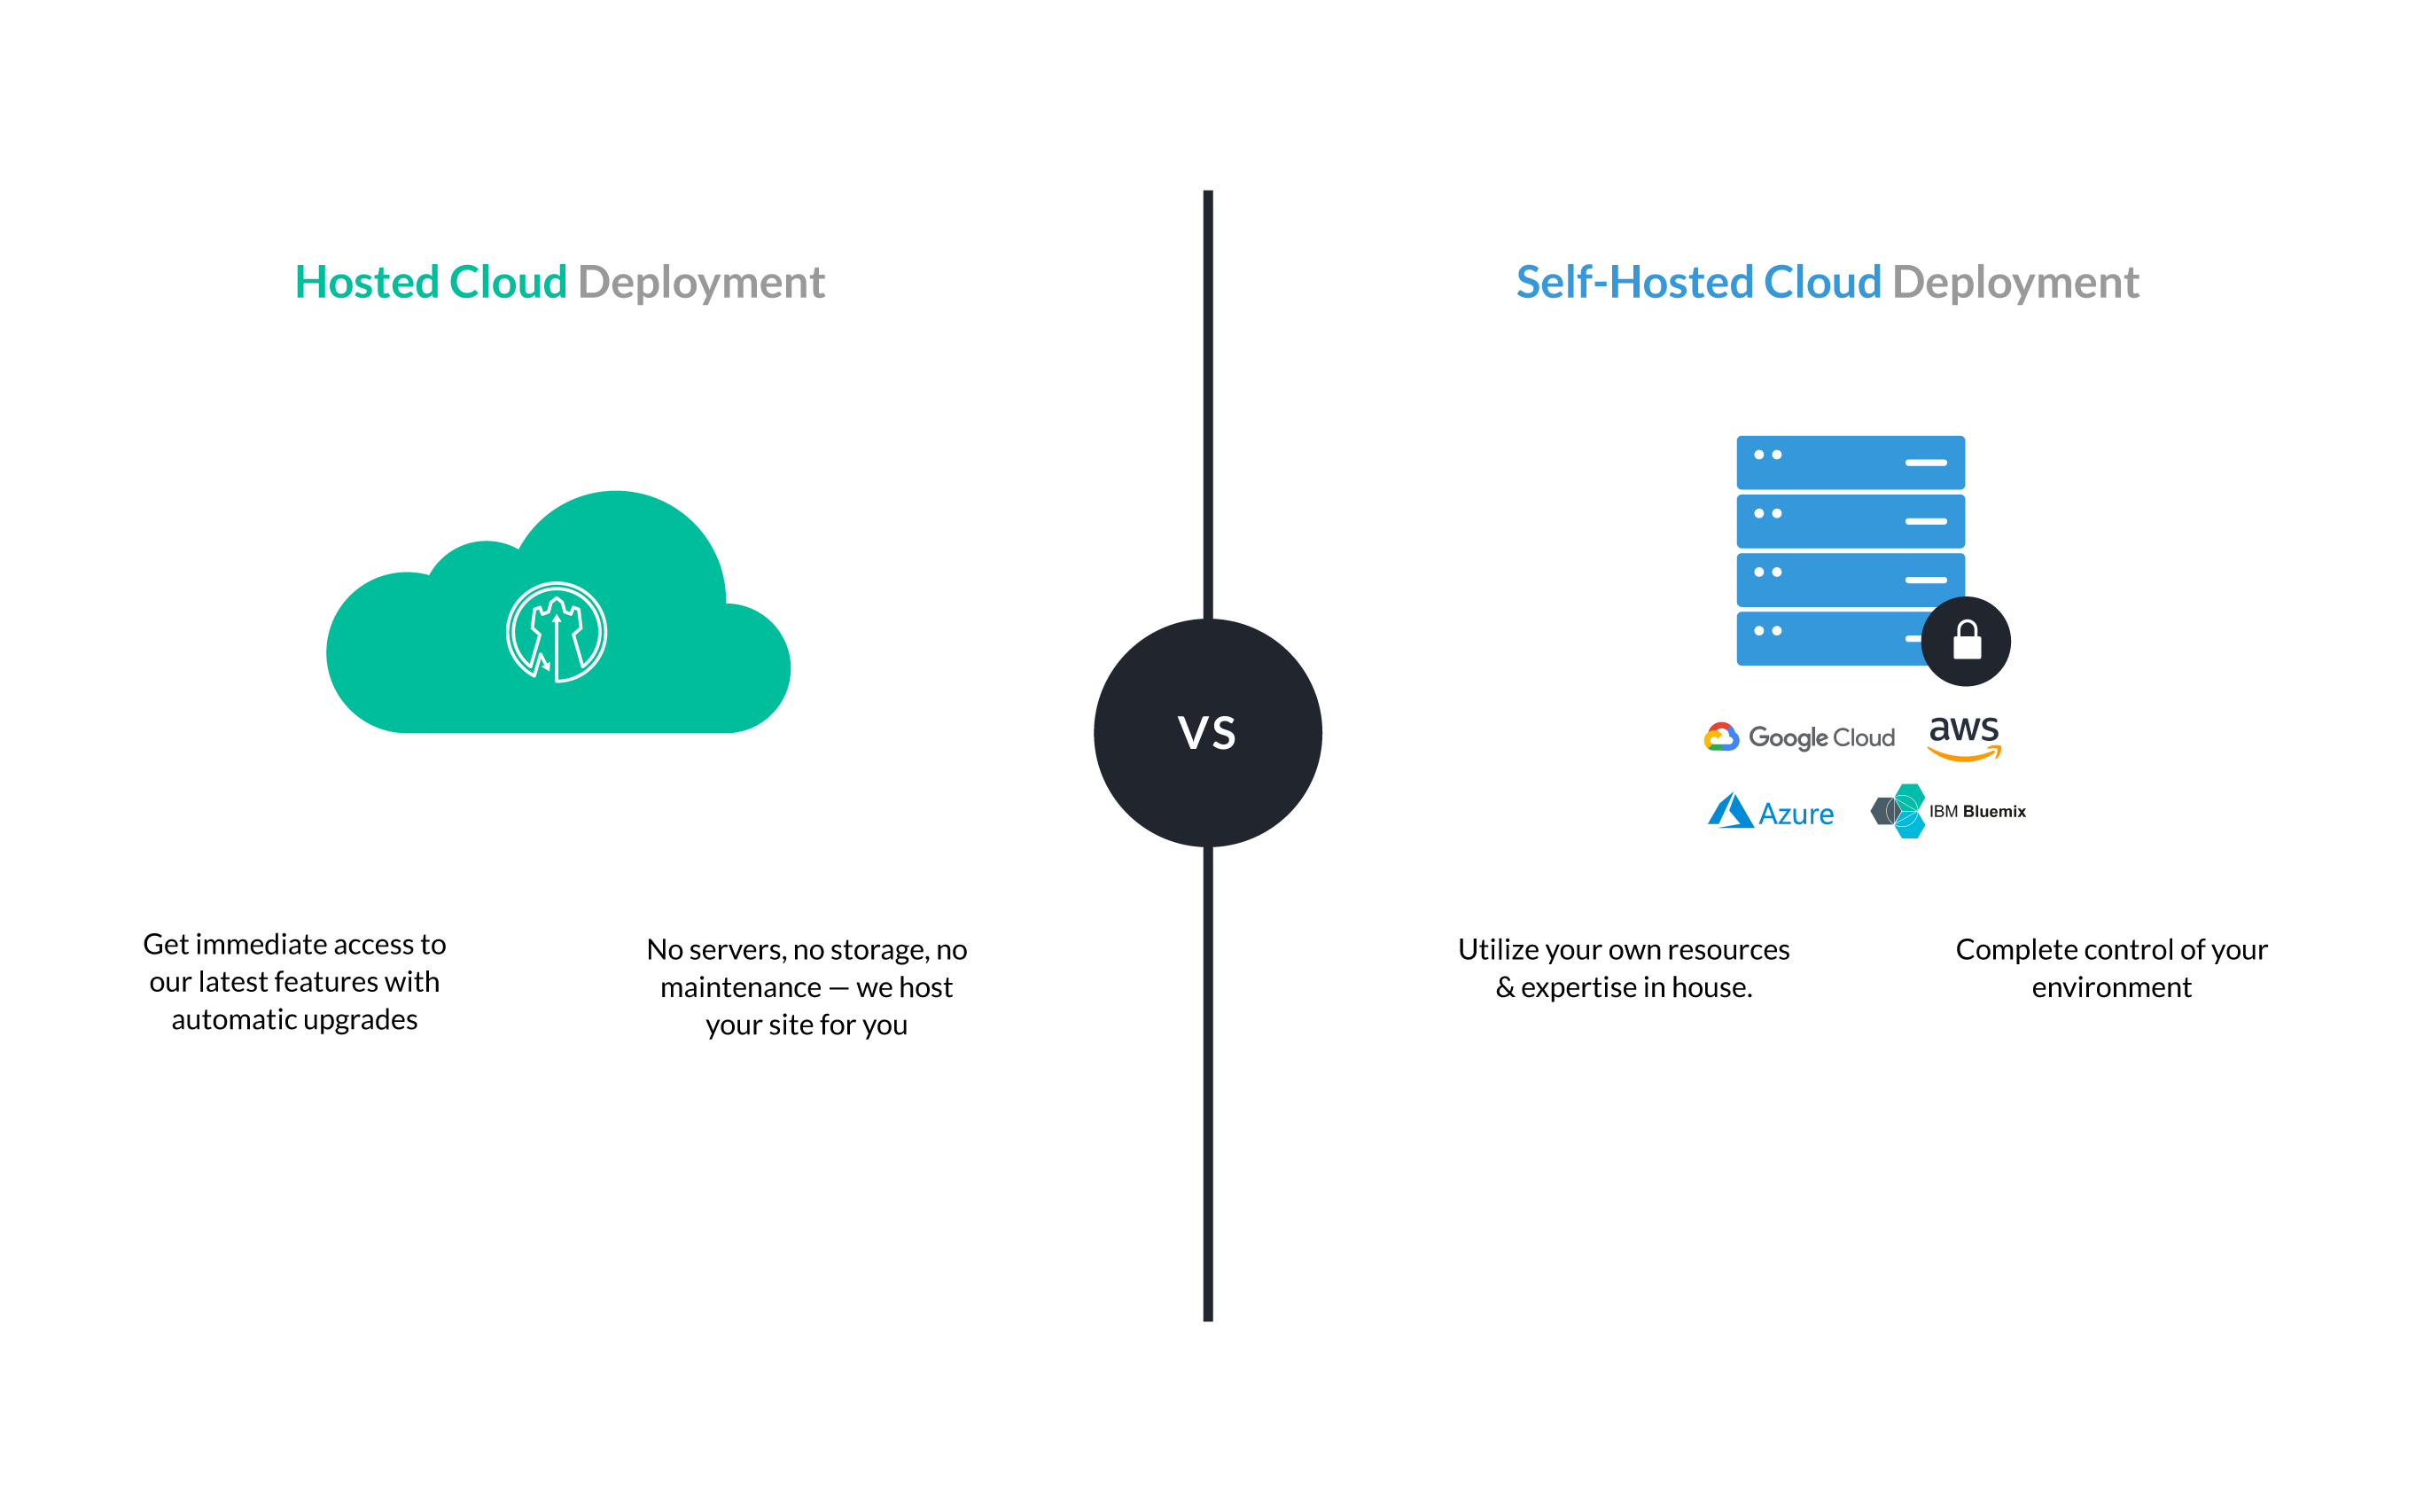 Hosted Cloud Deployment
Get immediate access to
our latest features with
automatic upgrades
No servers, no storage, no
maintenance — we host
your site for you
VS
Self-Hosted Cloud Deployment
Google Cloud
aws
Azure
IBM Bluemix
Utilize your own resources
& expertise in house.
Complete control of your
environment